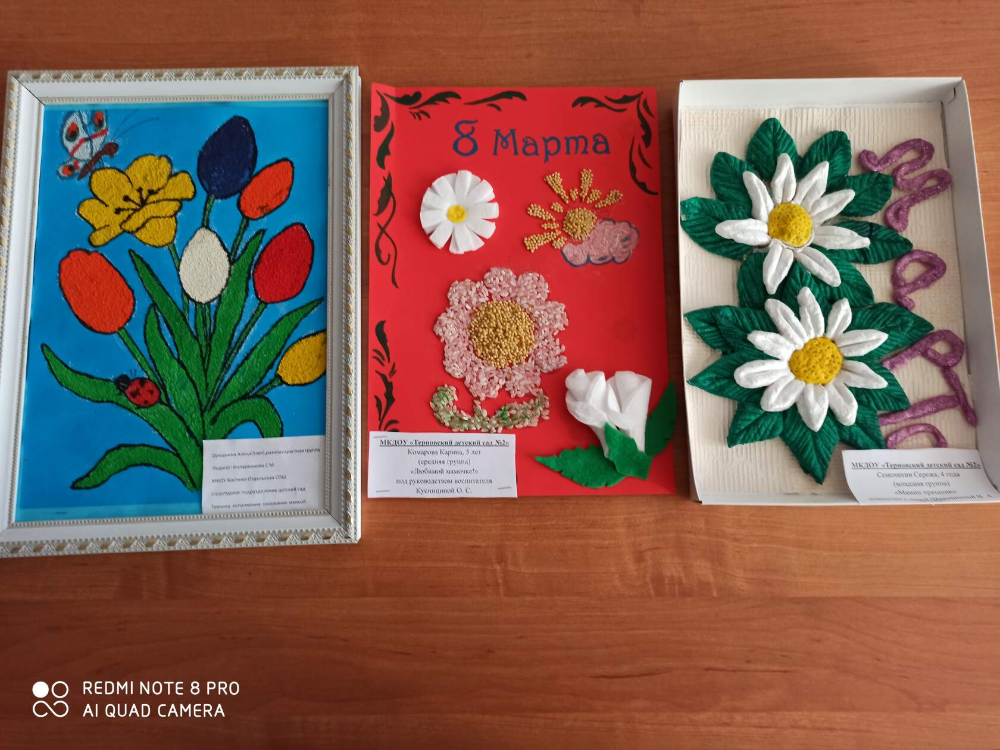 Орешкина Алена(5лет),разновозрастная группа
Педагог: Илларионова С.М.
МКОУ Костино-Отдельская СОШ
структурное подразделение детский сад
Техника исполнения рисование манкой
8 Марта
МКДОУ «Терновский детский сад №2»
Комарова Карина, 5 лет
(средняя группа)
«Любимой мамочке!»
под руководством воспитателя
Кусницивой О. С.
8 Марта
МКДОУ «Терновский детский сад №2»
Семенихин Сережа, 4 года
(младшая группа)
«Мамин праздник»
REDMI NOTE 8 PRO
AI QUAD CAMERA